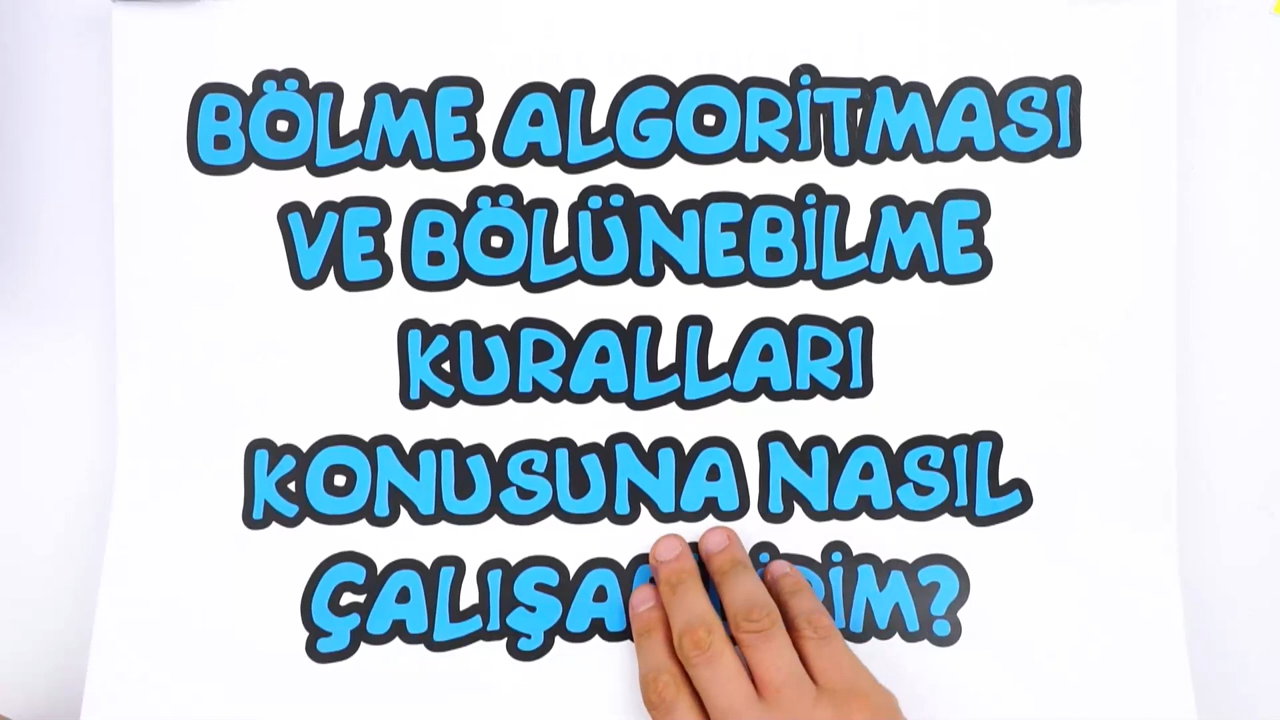 BÖLME ALGORİTMASI
VE BÖLÜNEBİLME
KURALLARI
KONUSUNA NASIL